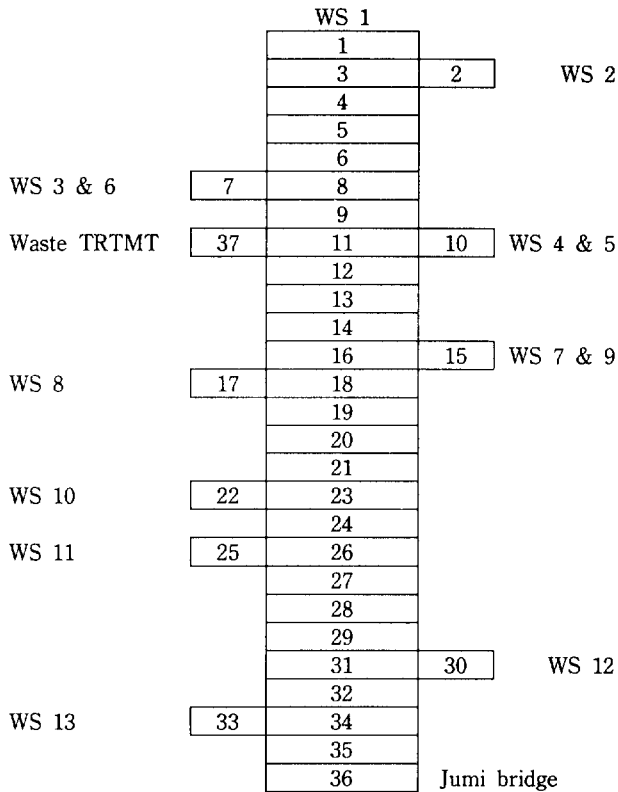 WS 1
1
3 2 WS 2
4
5
6
WS 3 & 6 7 8
9
Waste TRTMT 37 11 10 WS 4 & 5
12
13
14
16 15 WS 7 & 9
WS 8 17 18
19
20
21
WS 10 22 23
24
WS 11 25 26
27
28
29
31 30 WS 12
32
WS 13 33 34
35
36 Jumi bridge